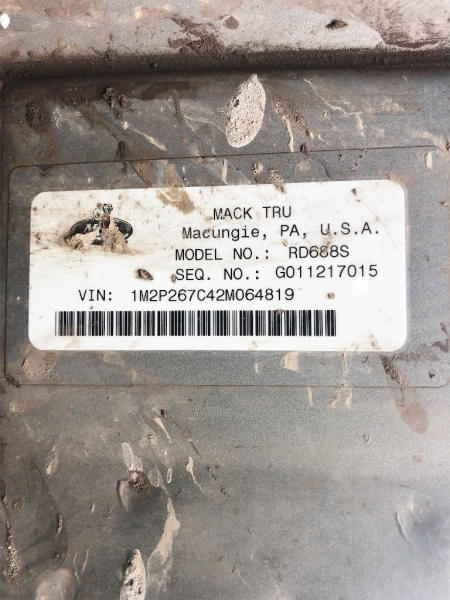 MACK TRU
Macungie, PA, U.S.A.
MODEL NO.: RD688S
SEQ. NO.: G011217015
VIN: 1M2P267C42M064819